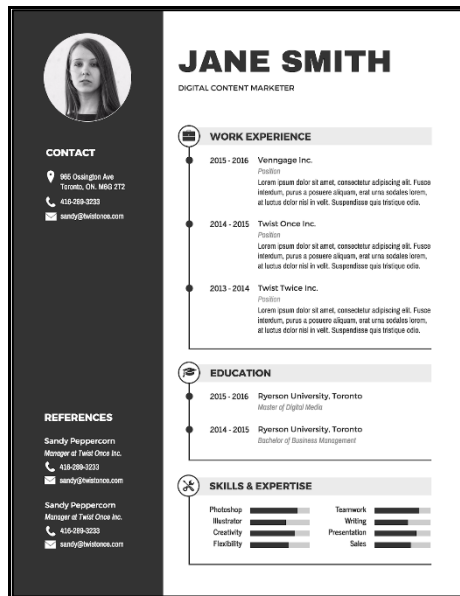 JANE SMITH
DIGITAL CONTENT MARKETER
CONTACT
965 Ossington Ave
Toronto, ON. M6G 2T2
416-269-3233
sandy@twistonce.com
REFERENCES
Sandy Peppercorn
Manager at Twist Once Inc.
416-269-3233
sandy@twistonce.com
Sandy Peppercorn
Manager at Twist Once Inc.
416-269-3233
sandy@twistonce.com
WORK EXPERIENCE
2015 - 2016 Venngage Inc.
Position
Lorem ipsum dolor sit amet, consectetur adipiscing elit. Fusce
interdum, purus a posuere aliquam, erat urna sodales lorem,
at luctus dolor nisl in velit. Suspendisse quis tristique odio.
2014 - 2015 Twist Once Inc.
Position
Lorem ipsum dolor sit amet, consectetur adipiscing elit. Fusce
interdum, purus a posuere aliquam, erat urna sodales lorem,
at luctus dolor nisl in velit. Suspendisse quis tristique odio.
2013 - 2014 Twist Twice Inc.
Position
Lorem ipsum dolor sit amet, consectetur adipiscing elit. Fusce
interdum, purus a posuere aliquam, erat urna sodales lorem,
at luctus dolor nisl in velit. Suspendisse quis tristique odio.
EDUCATION
2015 - 2016 Ryerson University, Toronto
Master of Digital Media
2014 - 2015 Ryerson University, Toronto
Bachelor of Business Management
SKILLS & EXPERTISE
Photoshop Teamwork
Illustrator Writing
Creativity Presentation
Flexibility Sales